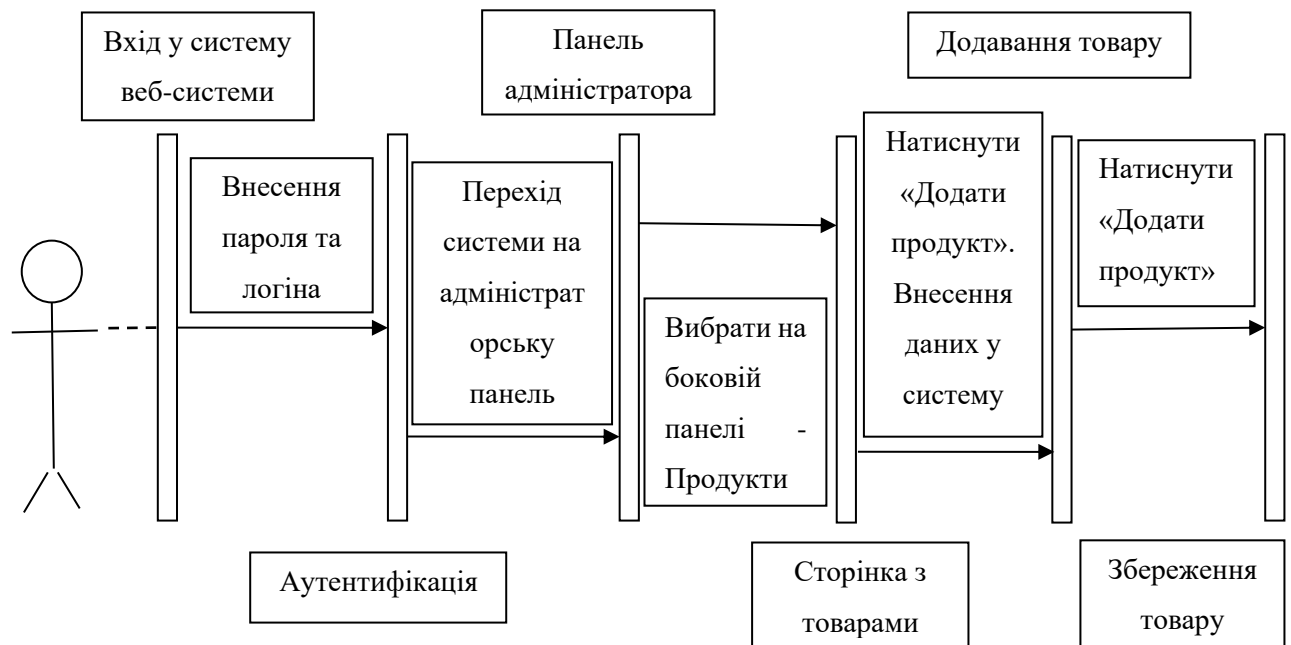 Вхід у систему
веб-системи
Панель
адміністратора
Додавання товару
Внесення
пароля та
логіна
Перехід
системи на
адміністрат
орську
панель
Вибрати на
боковій
панелі -
Продукти
Натиснути
«Додати
продукт».
Внесення
даних у
систему
Натиснути
«Додати
продукт»
Аутентифікація
Сторінка з
товарами
Збереження
товару